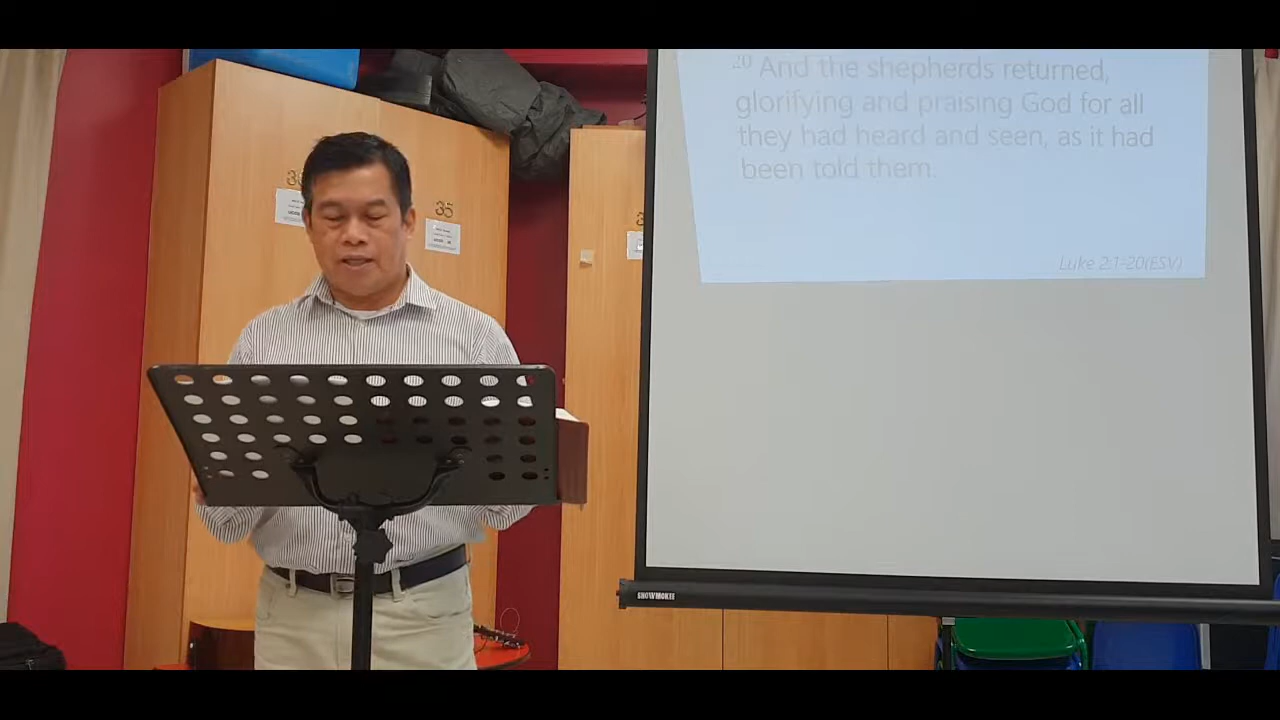 20 And the shepherds returned,
glorifying and praising God for all
they had heard and seen, as it had
been told them.
Luke 2:1-20(ESV)
35